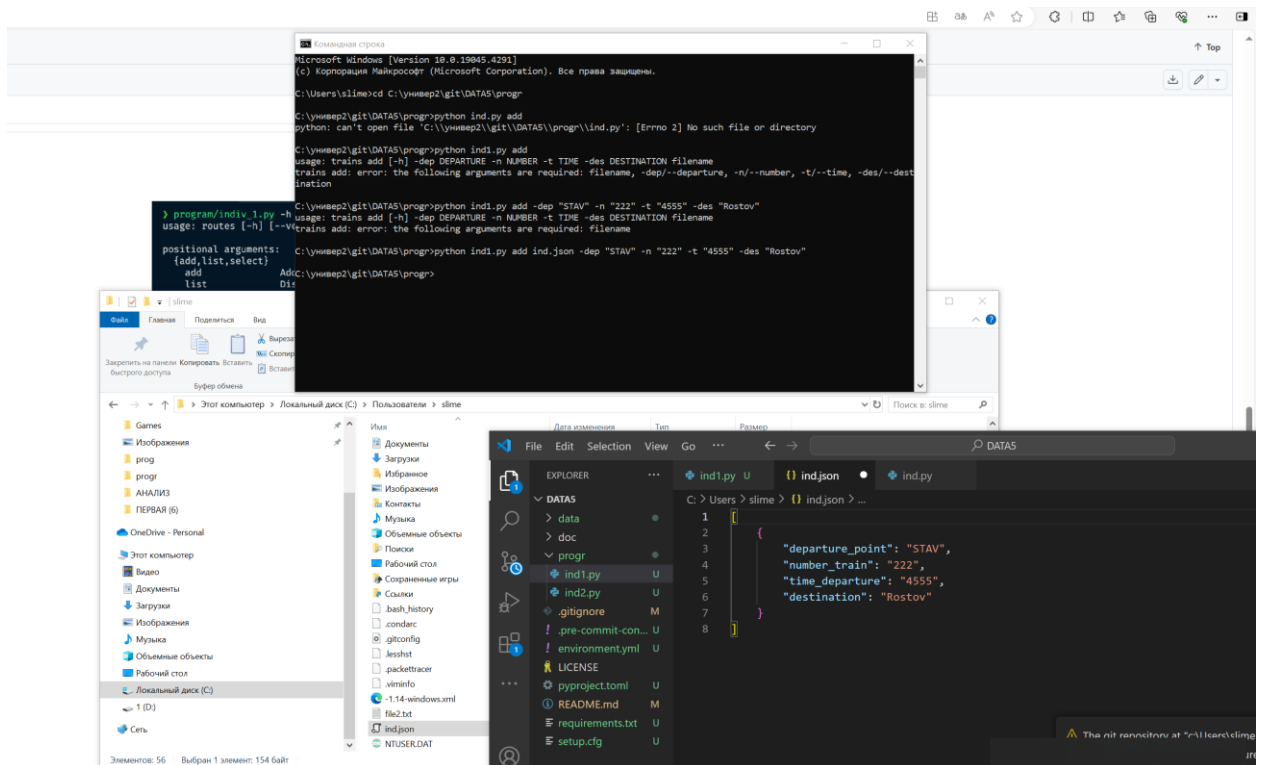 Top
Командная строка
Microsoft Windows [Version 10.0.19045.4291]
(c) Корпорация Майкрософт (Microsoft Corporation). Все права защищены.
C:\Users\slime>cd C:\универ2\git\DATA5\progr
C:\универ2\git\DATA5\progr>python ind.py add
python: can't open file 'C:\\универ2\\git\\DATA5\\progr\\ind.py': [Errno 2] No such file or directory
C:\универ2\git\DATA5\progr>python ind1.py add
usage: trains add [-h] -dep DEPARTURE -n NUMBER -t TIME -des DESTINATION filename
trains add: error: the following arguments are required: filename, -dep/--departure, -n/--number, -t/--time, -des/--dest
ination
C:\универ2\git\DATA5\progr>python ind1.py add -dep "STAV" -n "222" -t "4555" -des "Rostov"
usage: trains add [-h] -dep DEPARTURE -n NUMBER -t TIME -des DESTINATION filename
trains add: error: the following arguments are required: filename
C:\универ2\git\DATA5\progr>python ind1.py add ind.json -dep "STAV" -n "222" -t "4555" -des "Rostov"
C:\универ2\git\DATA5\progr>
❯ program/indiv_1.py -h
usage: routes [-h] [--ve
positional arguments:
{add,list,select}
add Add
list Dis
slime
Файл Главная Поделиться Вид
Закрепить на панели быстрого доступа
Копировать
Вставить
Вырезат
Скопир
Вставит
Буфер обмена
Этот компьютер > Локальный диск (C:) > Пользователи > slime
Поиск в: slime
Games
Изображения
prog
progr
АНАЛИЗ
ПЕРВАЯ (6)
OneDrive - Personal
Этот компьютер
Видео
Документы
Загрузки
Изображения
Музыка
Объемные объекты
Рабочий стол
Локальный диск (C:)
1 (D:)
Сеть
Элементов: 56 Выбран 1 элемент: 154 байт
Имя Дата изменения Тип Размер
Документы
Загрузки
Избранное
Изображения
Контакты
Музыка
Объемные объекты
Поиски
Рабочий стол
Сохраненные игры
Ссылки
.bash_history
.condarc
.gitconfig
.lesshst
.packettracer
.viminfo
-1.14-windows.xml
file2.txt
ind.json
NTUSER.DAT
File Edit Selection View Go ···
DATA5
EXPLORER ···
DATA5
data
doc
progr
ind1.py U
ind2.py U
.gitignore M
.pre-commit-con... U
environment.yml U
LICENSE
pyproject.toml U
README.md M
requirements.txt U
setup.cfg U
ind1.py U {} ind.json ● ind.py
C: > Users > slime > {} ind.json > ...
1 [
2 {
3 "departure_point": "STAV",
4 "number_train": "222",
5 "time_departure": "4555",
6 "destination": "Rostov"
7 }
8 ]
The git repository at "c:\Users\slime